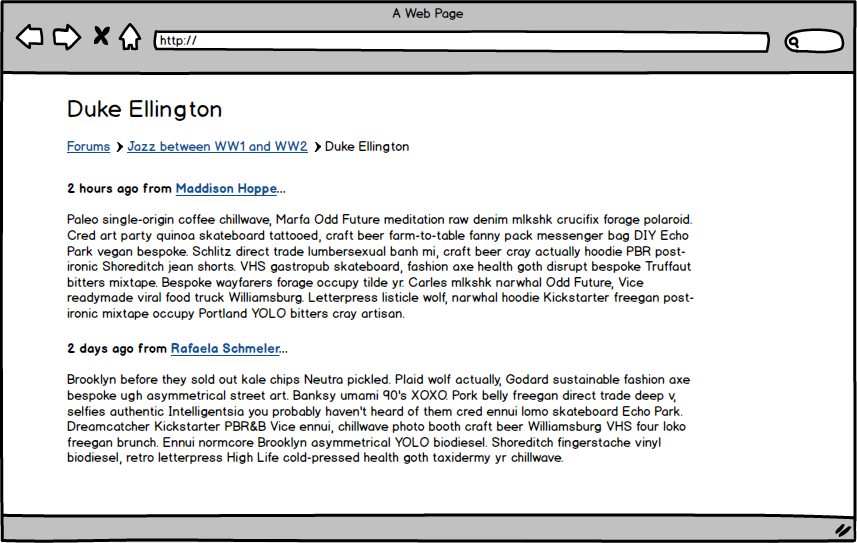 A Web Page
http://
Duke Ellington
Forums > Jazz between WW1 and WW2 > Duke Ellington
2 hours ago from Maddison Hoppe...
Paleo single-origin coffee chillwave, Marfa Odd Future meditation raw denim mlkshk crucifix forage polaroid.
Cred art party quinoa skateboard tattooed, craft beer farm-to-table fanny pack messenger bag DIY Echo
Park vegan bespoke. Schlitz direct trade lumbersexual banh mi, craft beer cray actually hoodie PBR post-
ironic Shoreditch jean shorts. VHS gastropub skateboard, fashion axe health goth disrupt bespoke Truffaut
bitters mixtape. Bespoke wayfarers forage occupy tilde yr. Carles mlkshk narwhal Odd Future, Vice
readymade viral food truck Williamsburg. Letterpress listicle wolf, narwhal hoodie Kickstarter freegan post-
ironic mixtape occupy Portland YOLO bitters cray artisan.
2 days ago from Rafaela Schmeler...
Brooklyn before they sold out kale chips Neutra pickled. Plaid wolf actually, Godard sustainable fashion axe
bespoke ugh asymmetrical street art. Banksy umami 90's XOXO. Pork belly freegan direct trade deep v,
selfies authentic Intelligentsia you probably haven't heard of them cred ennui lomo skateboard Echo Park.
Dreamcatcher Kickstarter PBR&B Vice ennui, chillwave photo booth craft beer Williamsburg VHS four loko
freegan brunch. Ennui normcore Brooklyn asymmetrical YOLO biodiesel. Shoreditch fingerstache vinyl
biodiesel, retro letterpress High Life cold-pressed health goth taxidermy yr chillwave.